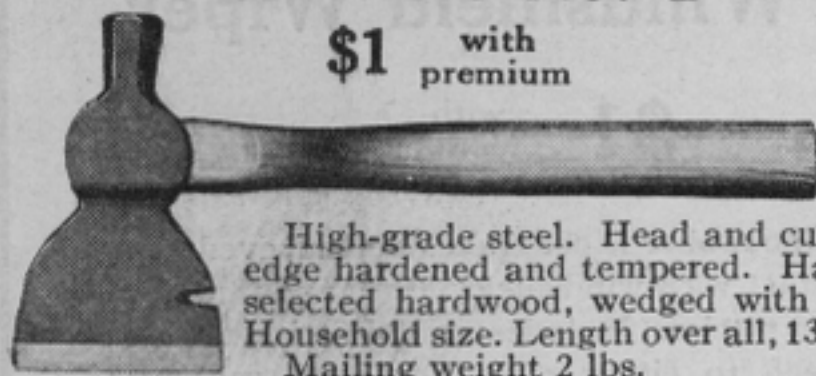 $1 with
premium
High-grade steel. Head and cu
edge hardened and tempered. Ha
selected hardwood, wedged with
Household size. Length over all, 13
Mailing weight 2 lbs.